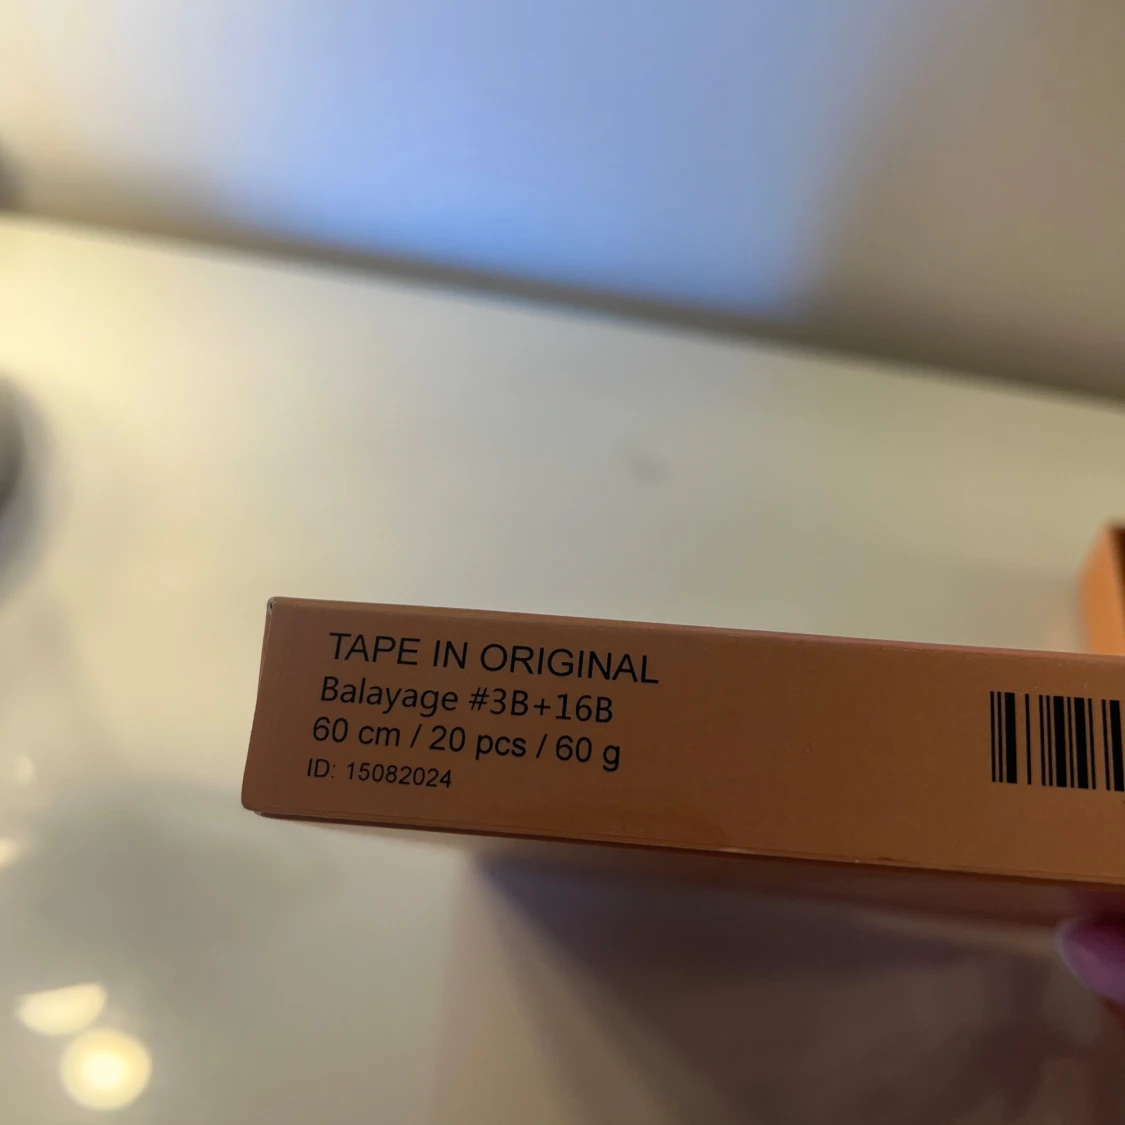 TAPE IN ORIGINAL
Balayage #3B+16B
60 cm / 20 pcs / 60 g
ID: 15082024